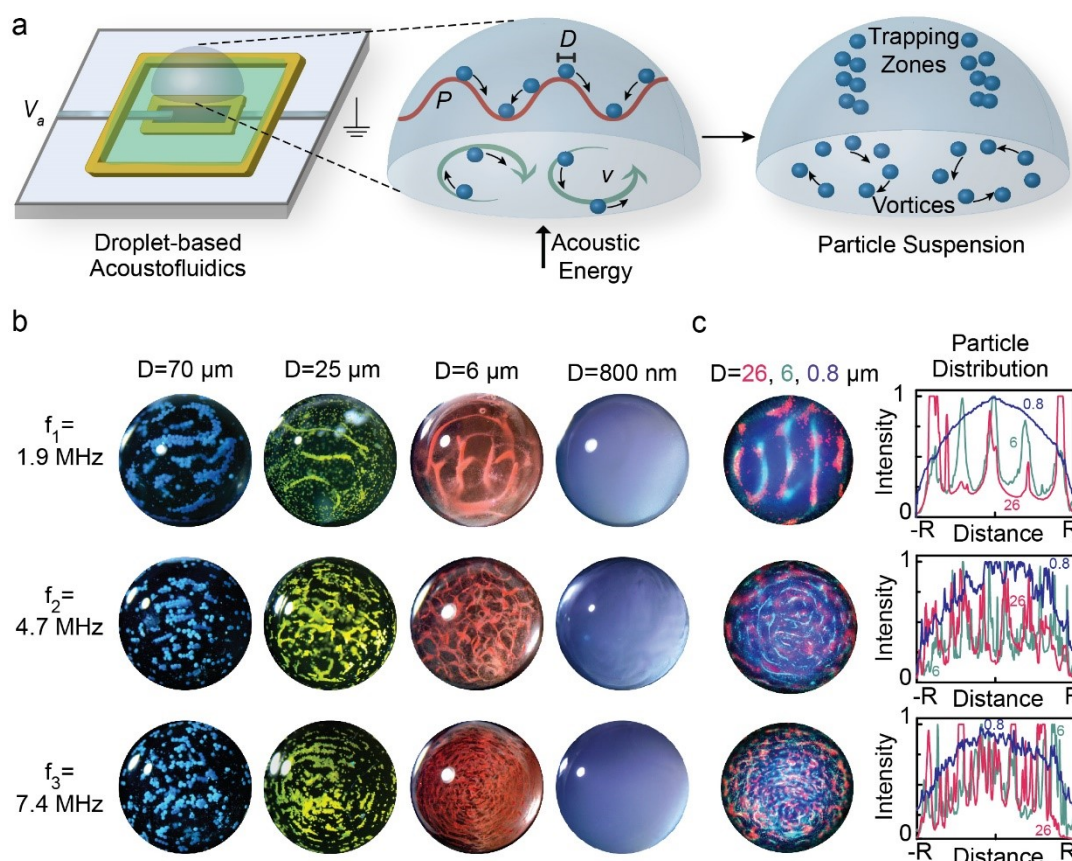 a
V_a
D
P
v
Trapping
Zones
Vortices
Droplet-based
Acoustofluidics
Acoustic
Energy
Particle Suspension
b
D=70 µm
D=25 µm
D=6 µm
D=800 nm
f₁=
1.9 MHz
f₂=
4.7 MHz
f₃=
7.4 MHz
c
D=26, 6, 0.8 µm
Particle
Distribution
1
0.8
6
26
Intensity
0
-R
Distance
R
1
0.8
26
6
Intensity
0
-R
Distance
R
1
0.8
6
26
Intensity
0
-R
Distance
R